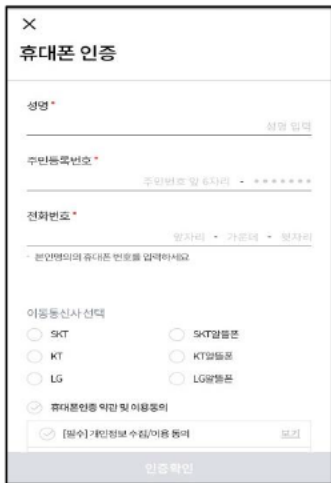 휴대폰 인증
성명 *
성명 입력
주민등록번호 *
주민번호 앞 6자리 - *******
전화번호 *
앞자리 - 가운데 - 뒷자리
- 본인명의의 휴대폰 번호를 입력하세요
이동통신사 선택
SKT SKT알뜰폰
KT KT알뜰폰
LG LG알뜰폰
휴대폰인증 약관 및 이용동의
[필수] 개인정보 수집/이용 동의 보기
인증확인